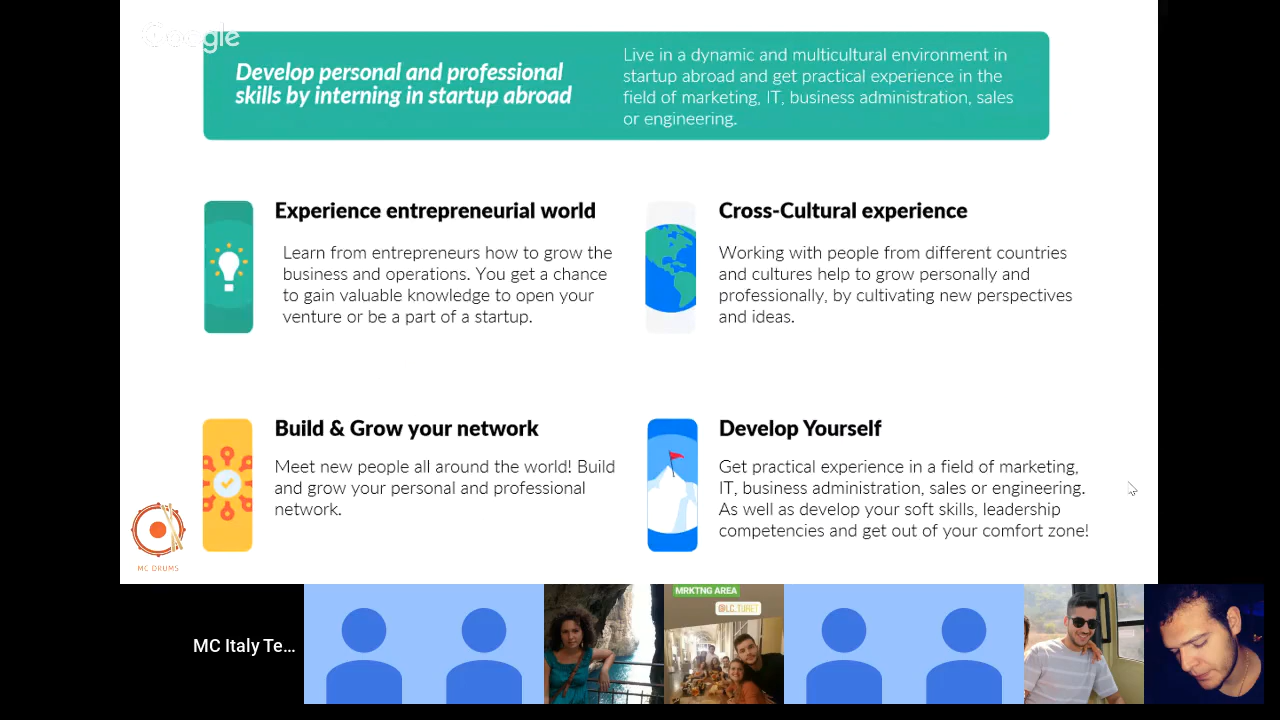 Google
Develop personal and professional
skills by interning in startup abroad
Live in a dynamic and multicultural environment in
startup abroad and get practical experience in the
field of marketing, IT, business administration, sales
or engineering.
Experience entrepreneurial world
Learn from entrepreneurs how to grow the
business and operations. You get a chance
to gain valuable knowledge to open your
venture or be a part of a startup.
Cross-Cultural experience
Working with people from different countries
and cultures help to grow personally and
professionally, by cultivating new perspectives
and ideas.
Build & Grow your network
Meet new people all around the world! Build
and grow your personal and professional
network.
Develop Yourself
Get practical experience in a field of marketing,
IT, business administration, sales or engineering.
As well as develop your soft skills, leadership
competencies and get out of your comfort zone!
MC DRUMS
MC Italy Te...
MRKTNG AREA
@LC.TURET